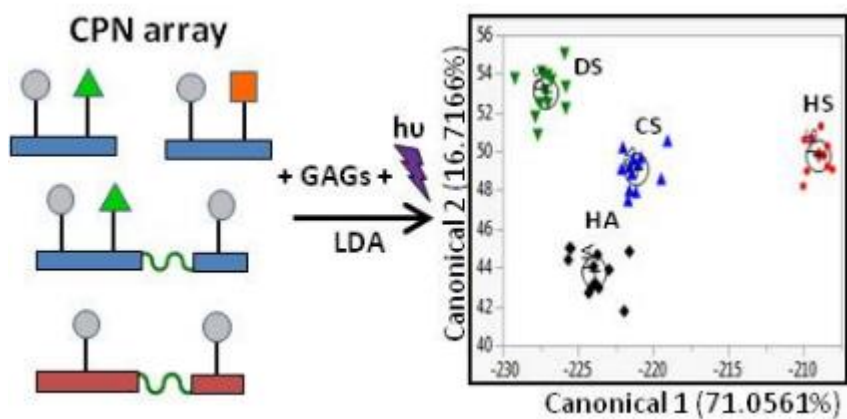 CPN array
hυ
+ GAGs +
LDA
Canonical 2 (16.7166%)
56
54
52
50
48
46
44
42
40
DS
CS
HS
HA
-230
-225
-220
-215
-210
Canonical 1 (71.0561%)